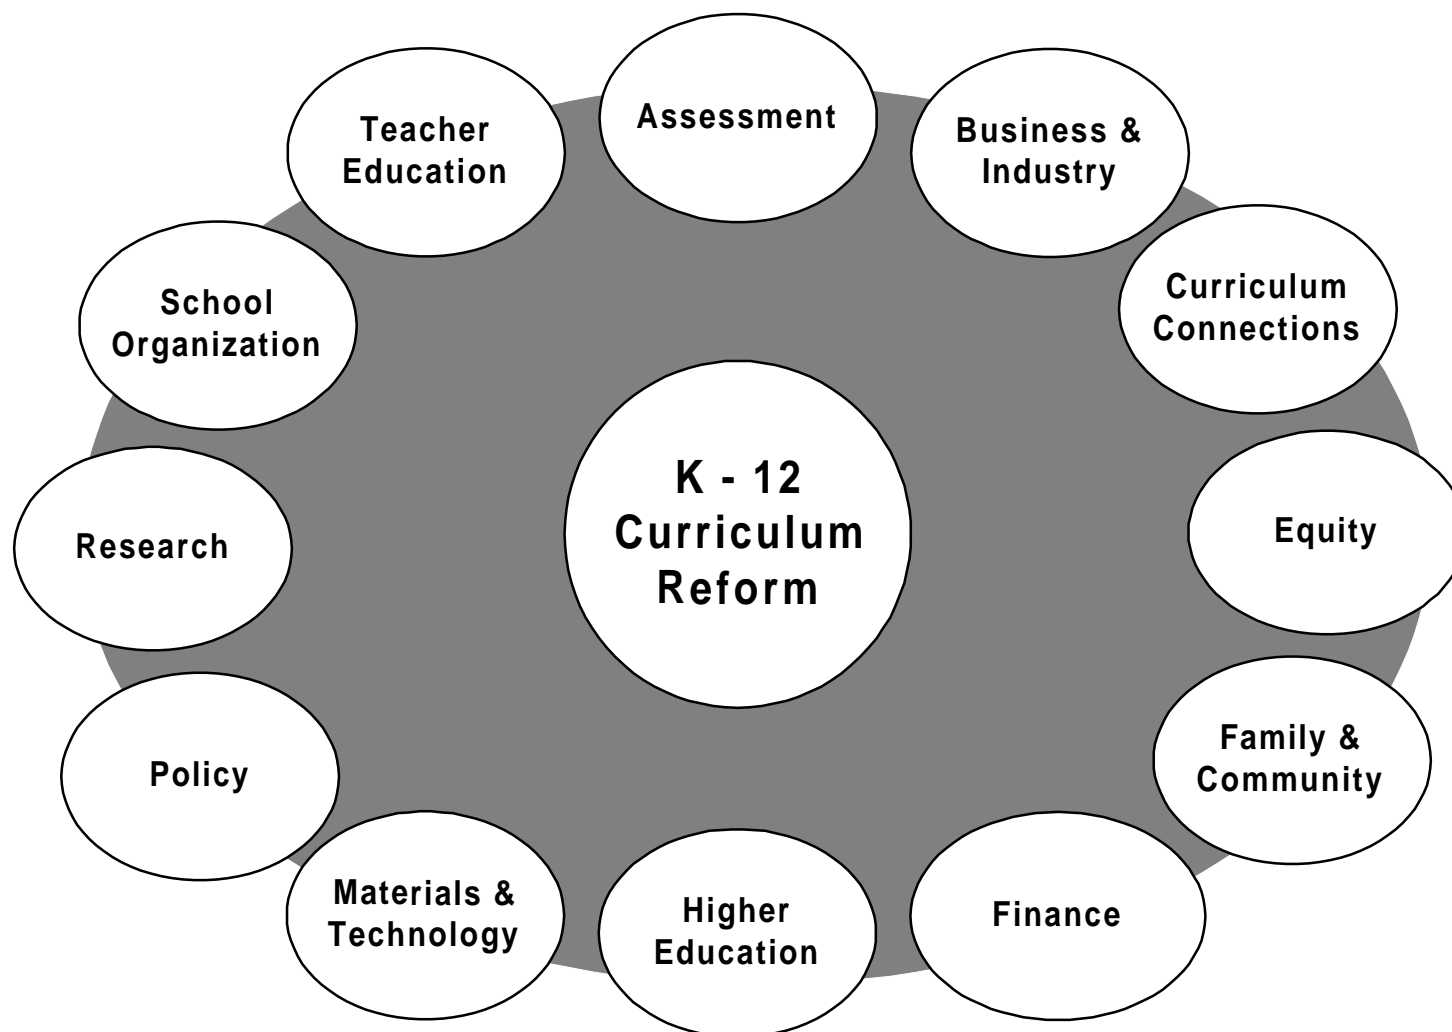 Assessment
Teacher
Education
Business &
Industry
School
Organization
Curriculum
Connections
K - 12
Curriculum
Reform
Research
Equity
Policy
Family &
Community
Materials &
Technology
Higher
Education
Finance